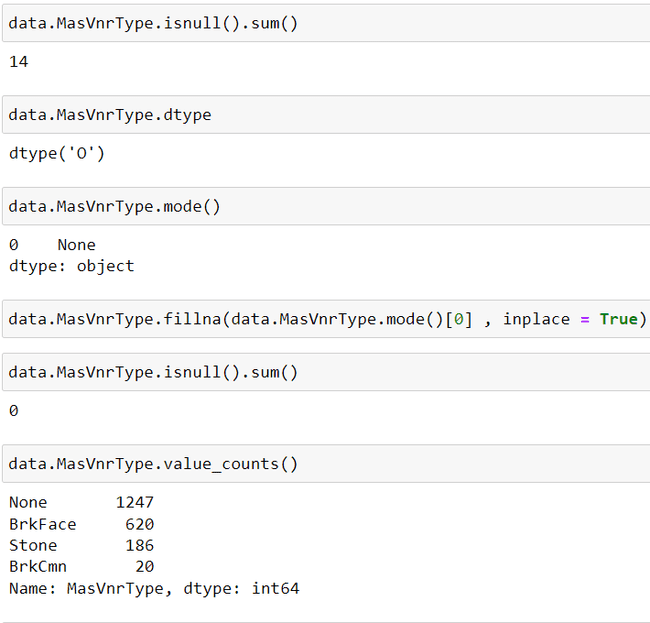 data.MasVnrType.isnull().sum()
14
data.MasVnrType.dtype
dtype('O')
data.MasVnrType.mode()
0    None
dtype: object
data.MasVnrType.fillna(data.MasVnrType.mode()[0] , inplace = True)
data.MasVnrType.isnull().sum()
0
data.MasVnrType.value_counts()
None       1247
BrkFace     620
Stone       186
BrkCmn       20
Name: MasVnrType, dtype: int64